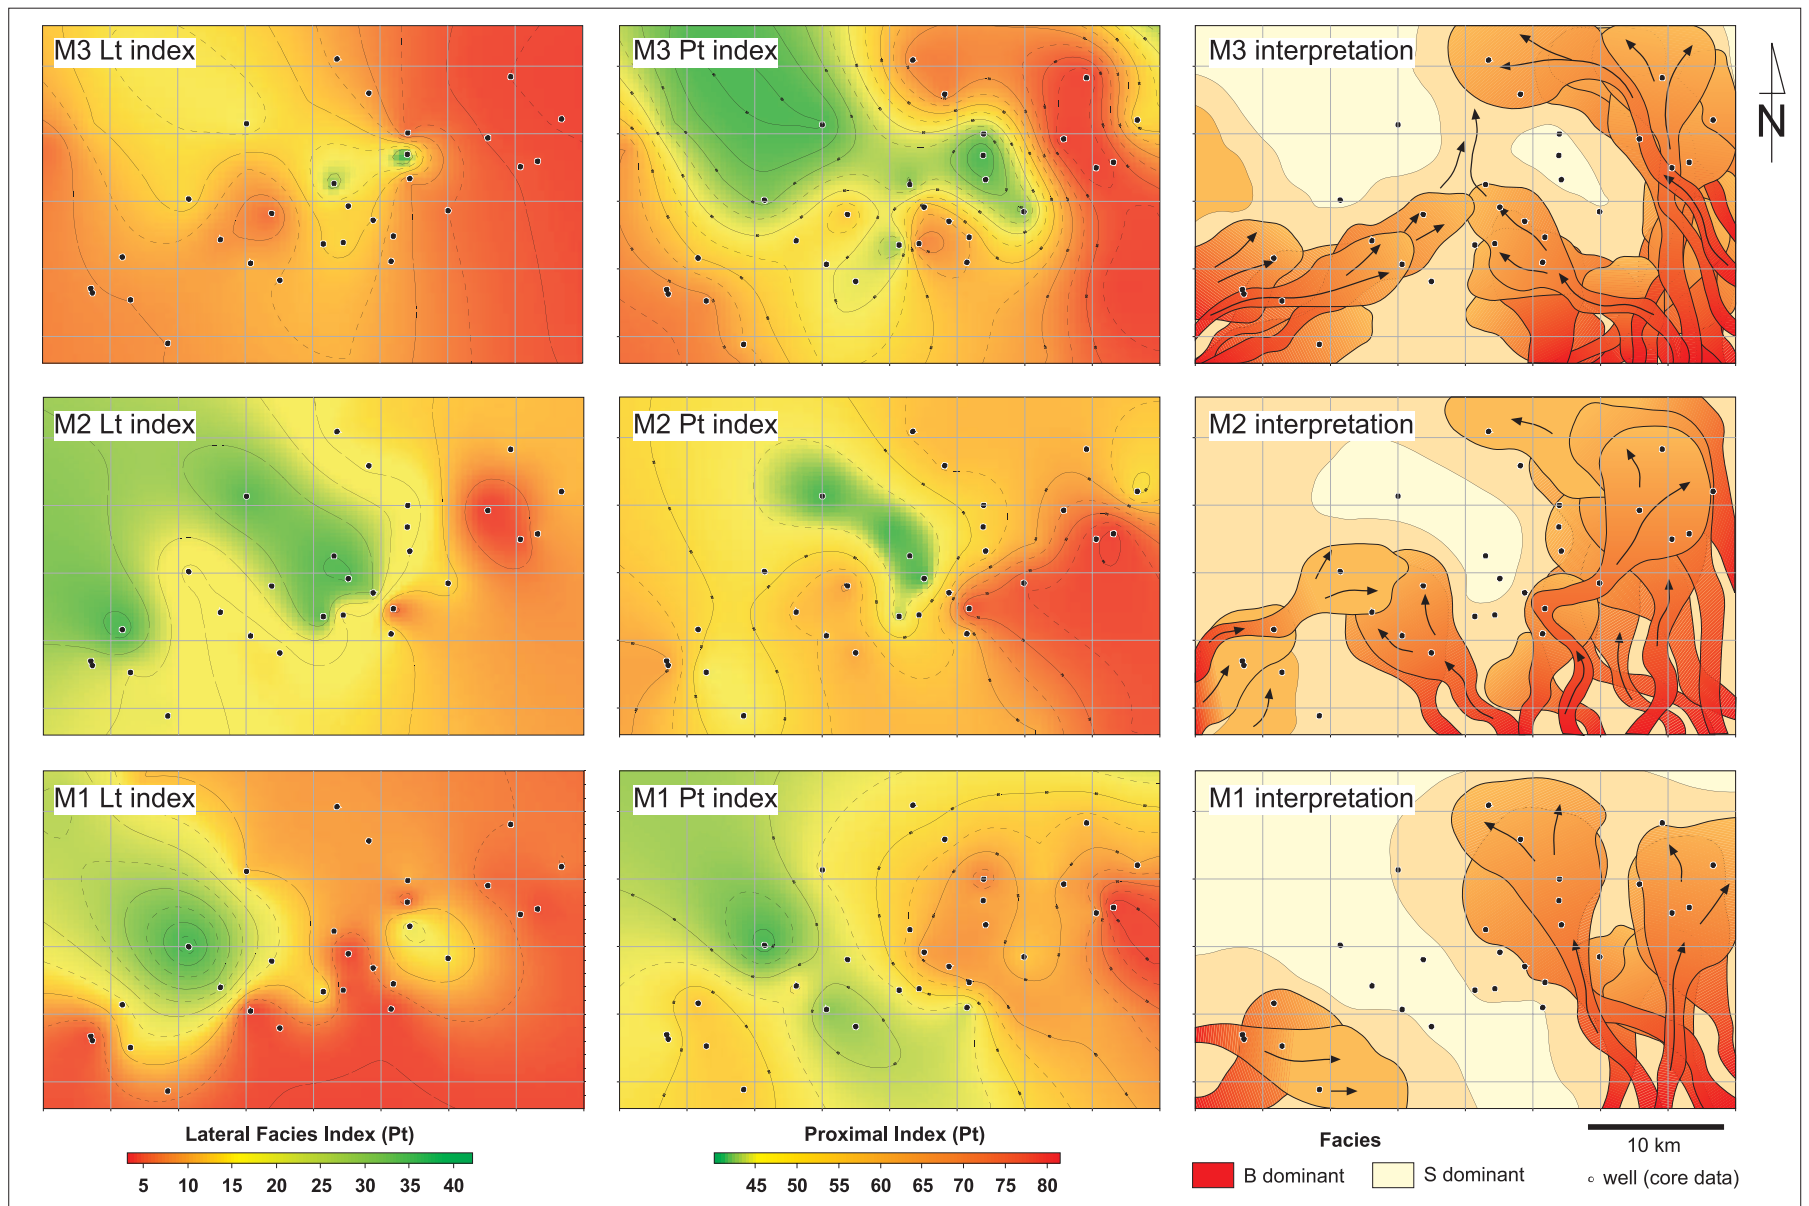 M3 Lt index
M3 Pt index
M3 interpretation
N
M2 Lt index
M2 Pt index
M2 interpretation
M1 Lt index
M1 Pt index
M1 interpretation
Lateral Facies Index (Pt)
5 10 15 20 25 30 35 40
Proximal Index (Pt)
45 50 55 60 65 70 75 80
Facies
B dominant
S dominant
10 km
well (core data)